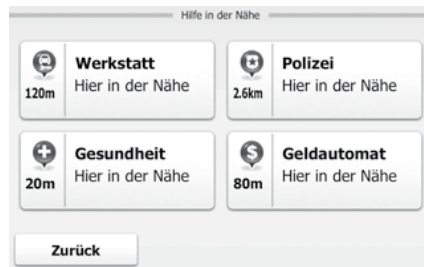 Hilfe in der Nähe
Werkstatt
Hier in der Nähe
120m
Polizei
Hier in der Nähe
2.6km
Gesundheit
Hier in der Nähe
20m
Geldautomat
Hier in der Nähe
80m
Zurück